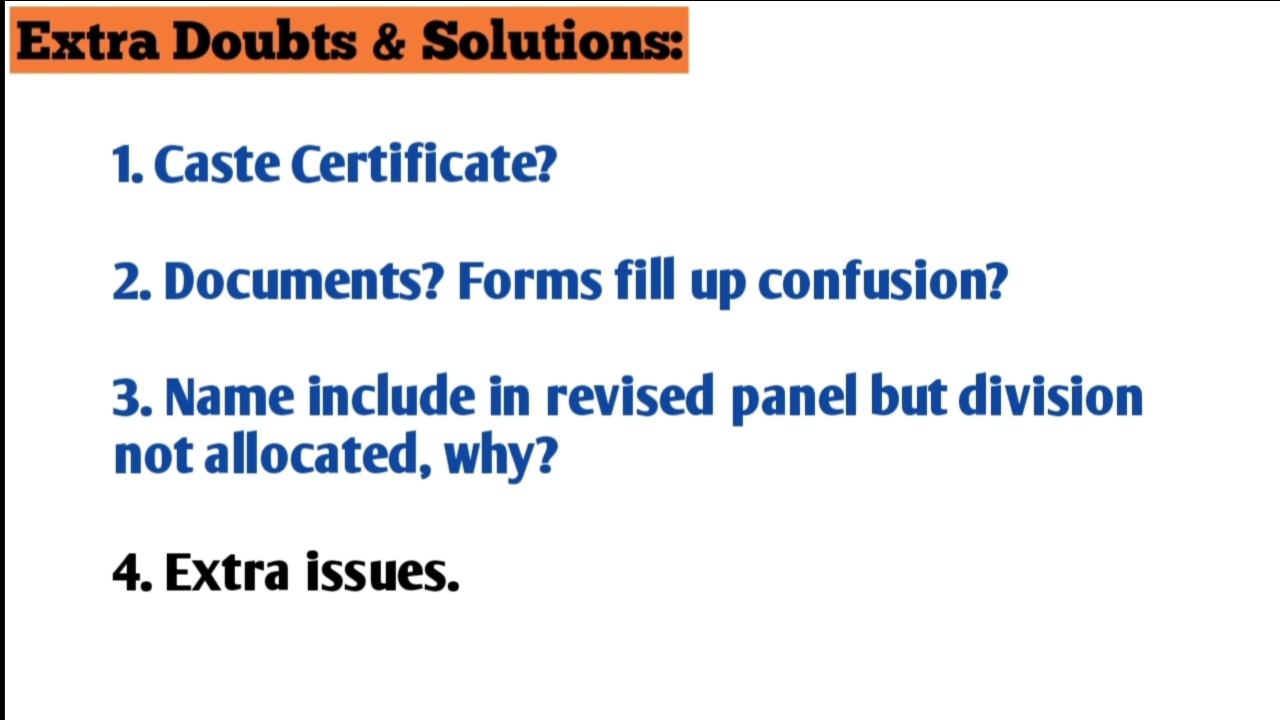 Extra Doubts & Solutions:
1. Caste Certificate?
2. Documents? Forms fill up confusion?
3. Name include in revised panel but division
not allocated, why?
4. Extra issues.